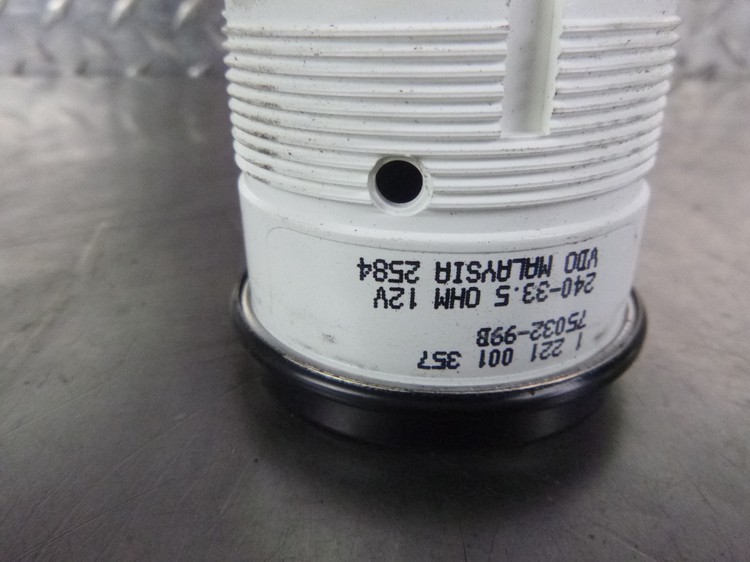 1 221 001 357
75032-99B
240-33.5 OHM 12V
VDO MALAYSIA 2584